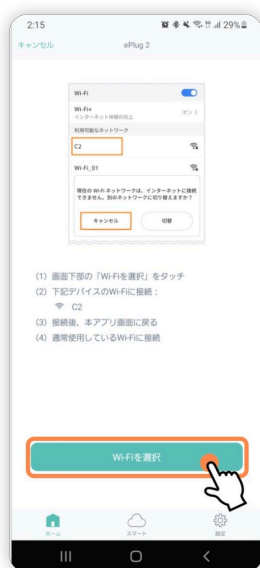 2:15
29%
キャンセル
ePlug 2
Wi-Fi
Wi-Fi+
インターネット体験の向上
オン >
利用可能なネットワーク
C2
Wi-Fi_01
現在の Wi-Fi ネットワークは、インターネットに接続
できません。別のネットワークに切り替えますか？
キャンセル
切替
(1) 画面下部の「Wi-Fiを選択」をタッチ
(2) 下記デバイスのWi-Fiに接続：
C2
(3) 接続後、本アプリ画面に戻る
(4) 通常使用しているWi-Fiに接続
Wi-Fiを選択
ホーム
スマート
設定